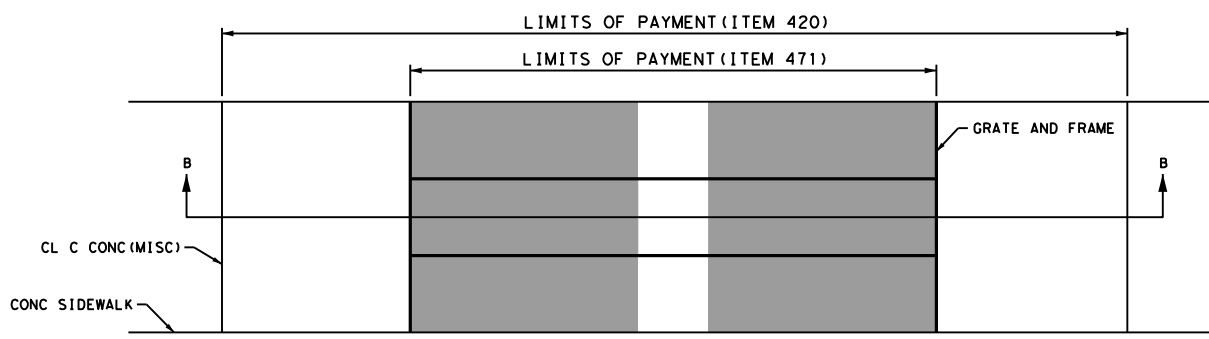 LIMITS OF PAYMENT(ITEM 420)
LIMITS OF PAYMENT(ITEM 471)
GRATE AND FRAME
B
B
CL C CONC(MISC)
CONC SIDEWALK